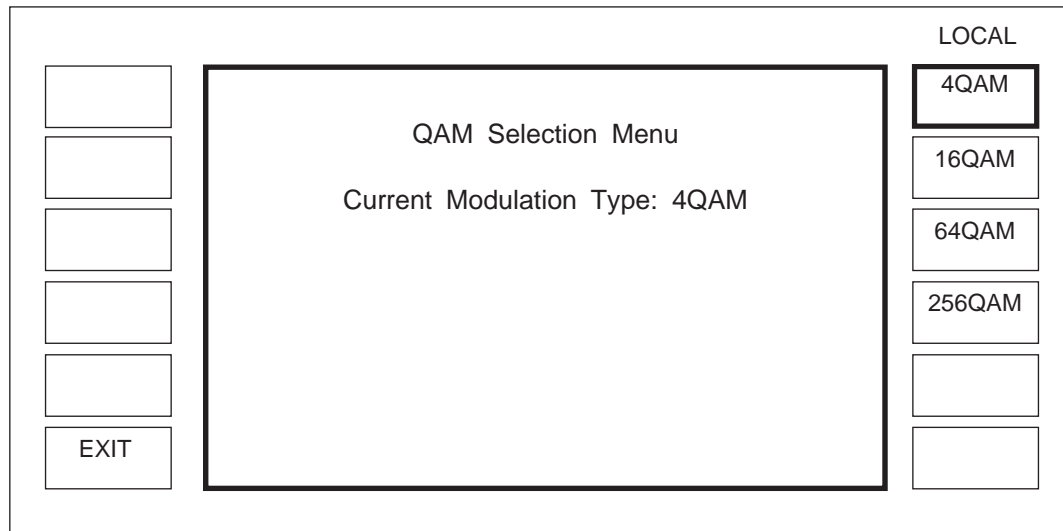 LOCAL
4QAM
QAM Selection Menu
16QAM
Current Modulation Type: 4QAM
64QAM
256QAM
EXIT